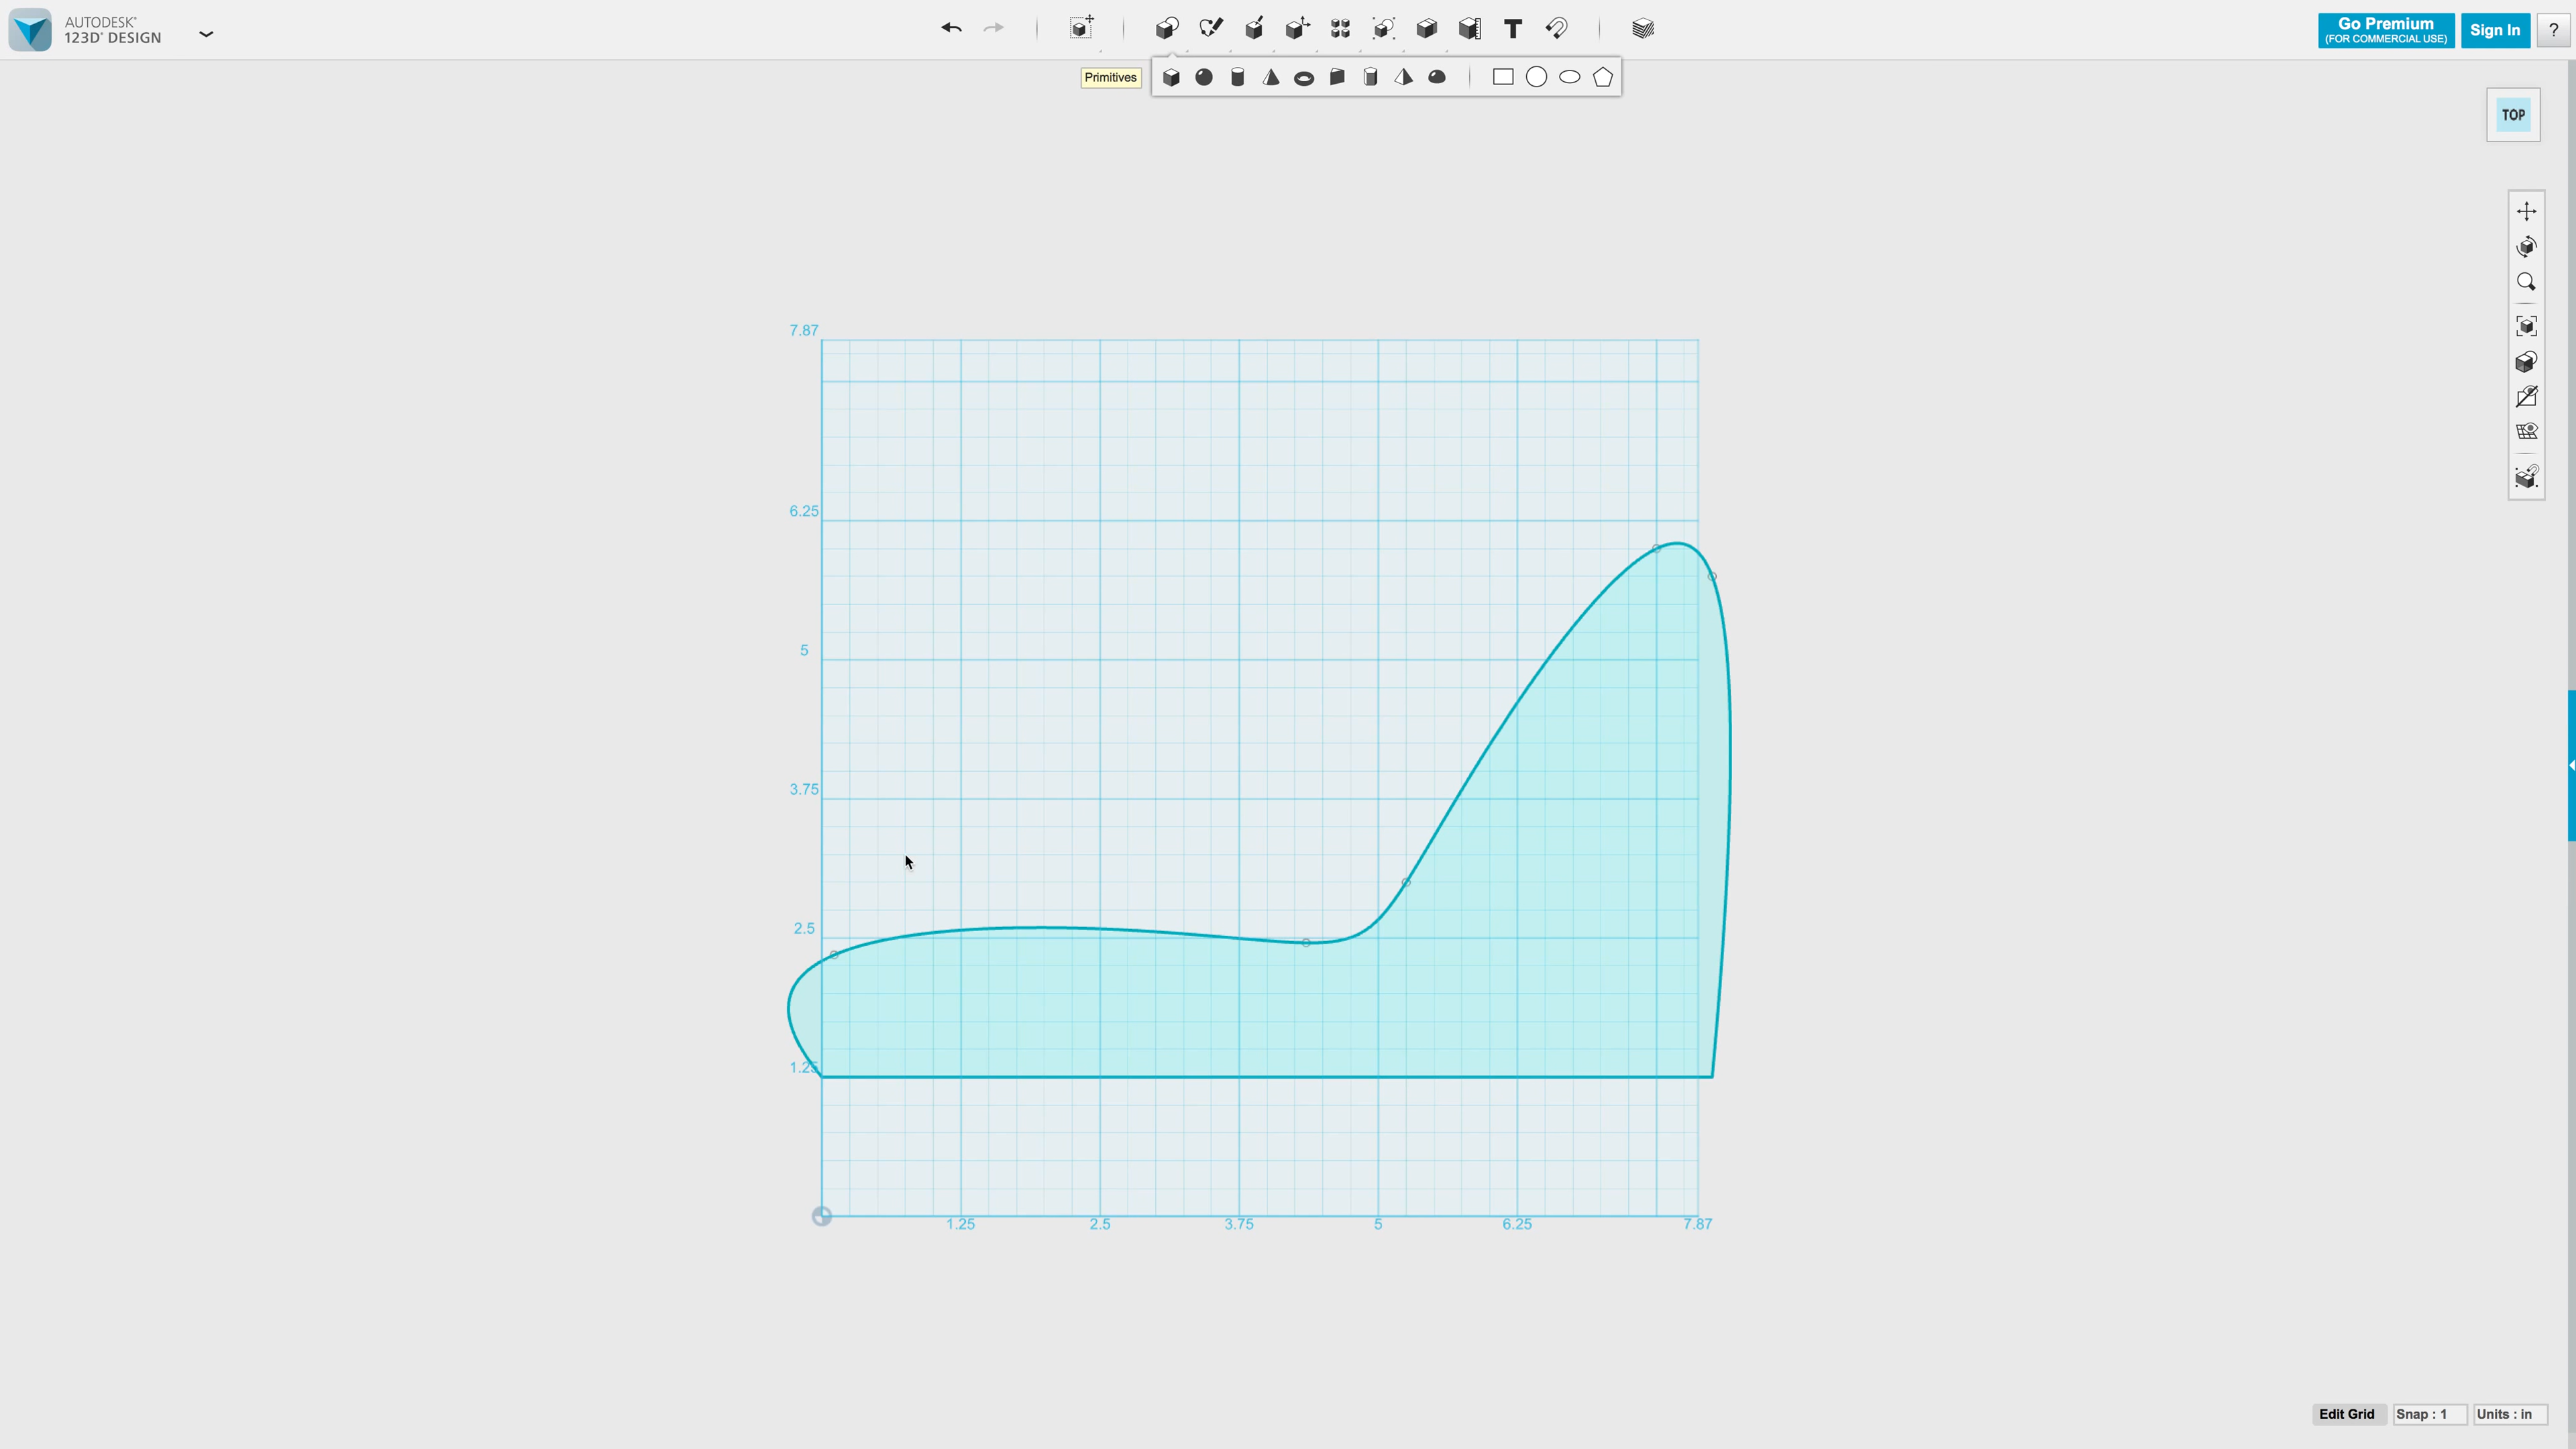 AUTODESK®
123D® DESIGN
Go Premium
(FOR COMMERCIAL USE)
Sign In
?
Primitives
TOP
7.87
6.25
5
3.75
2.5
1.25
1.25 2.5 3.75 5 6.25 7.87
Edit Grid Snap : 1 Units : in